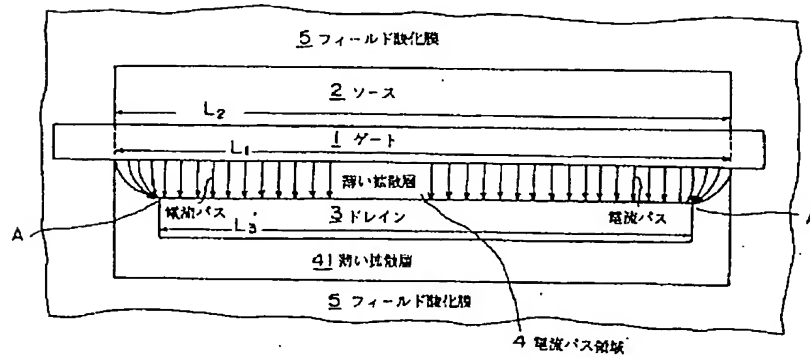 5 フィールド酸化膜
2 ソース
L2
1 ゲート
L1
薄い拡散層
電流パス
電流パス
3 ドレイン
A
A
L3
41 薄い拡散層
5 フィールド酸化膜
4 電流パス領域